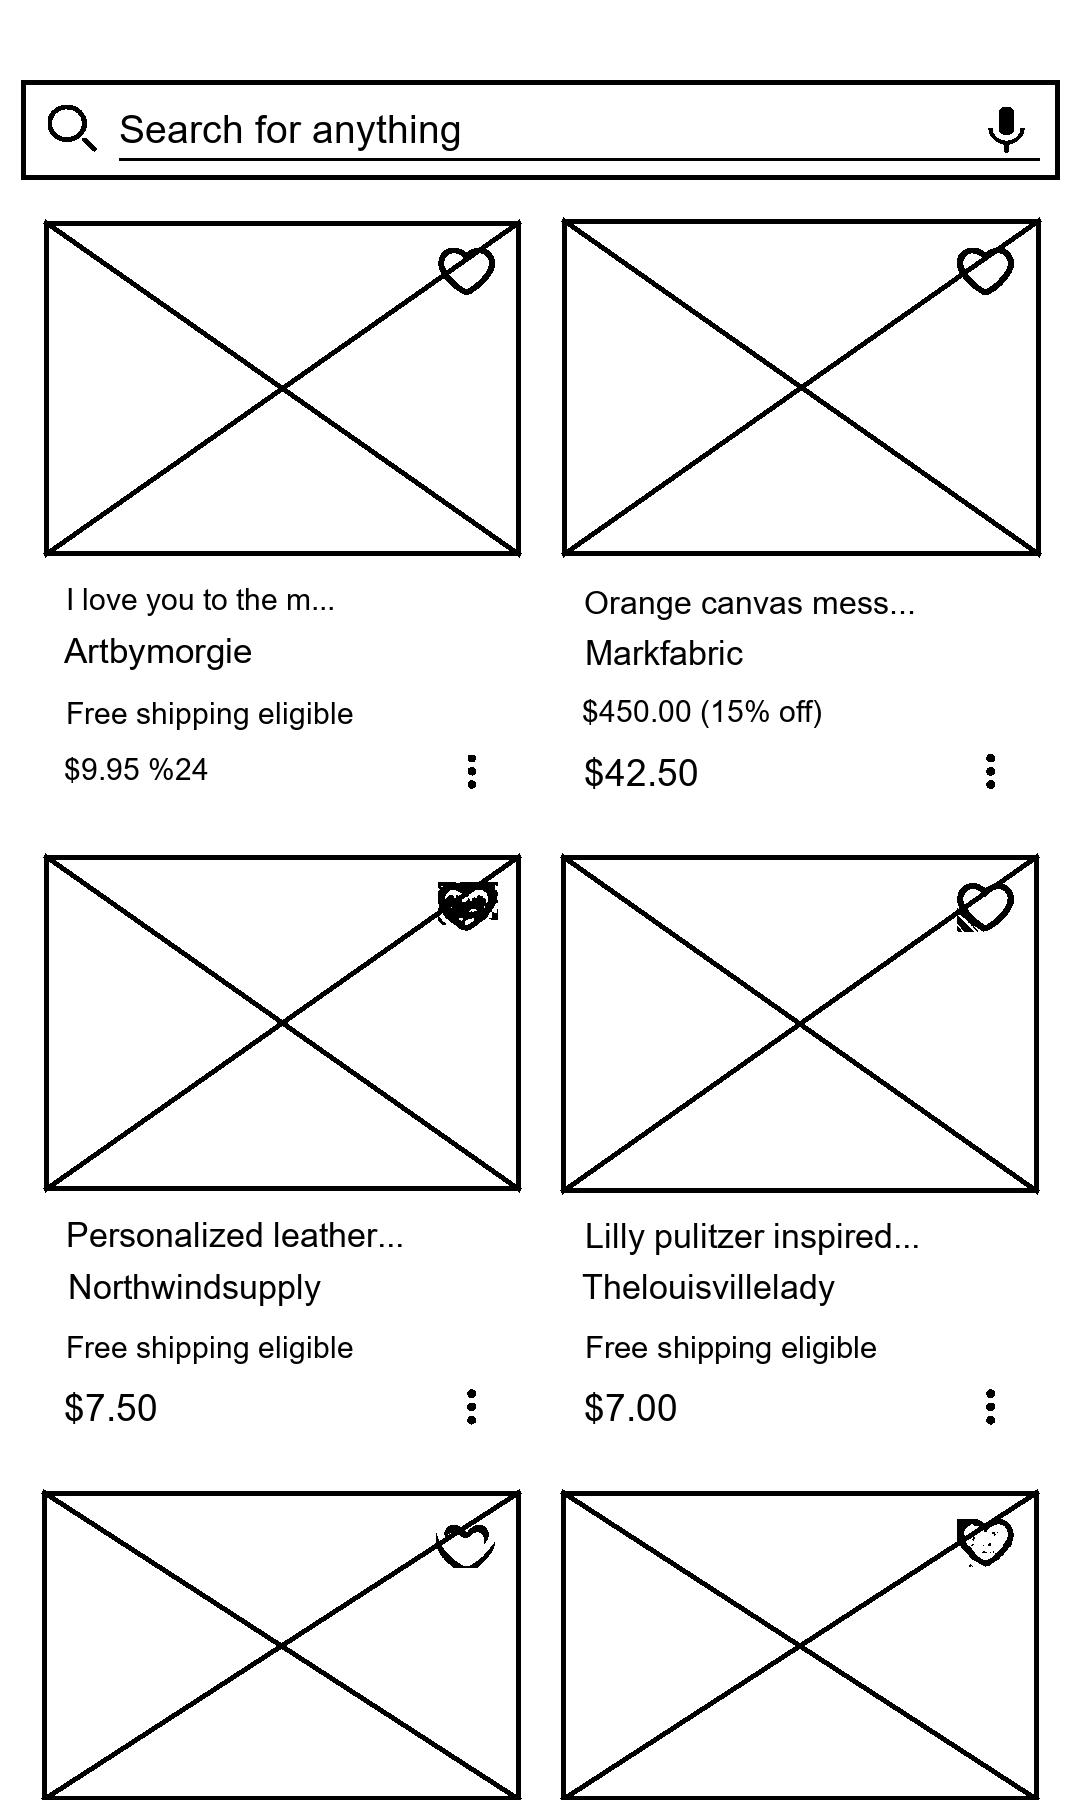 Search for anything
I love you to the m...
Artbymorgie
Free shipping eligible
$9.95 %24
Orange canvas mess...
Markfabric
$450.00 (15% off)
$42.50
Personalized leather...
Northwindsupply
Free shipping eligible
$7.50
Lilly pulitzer inspired...
Thelouisvillelady
Free shipping eligible
$7.00